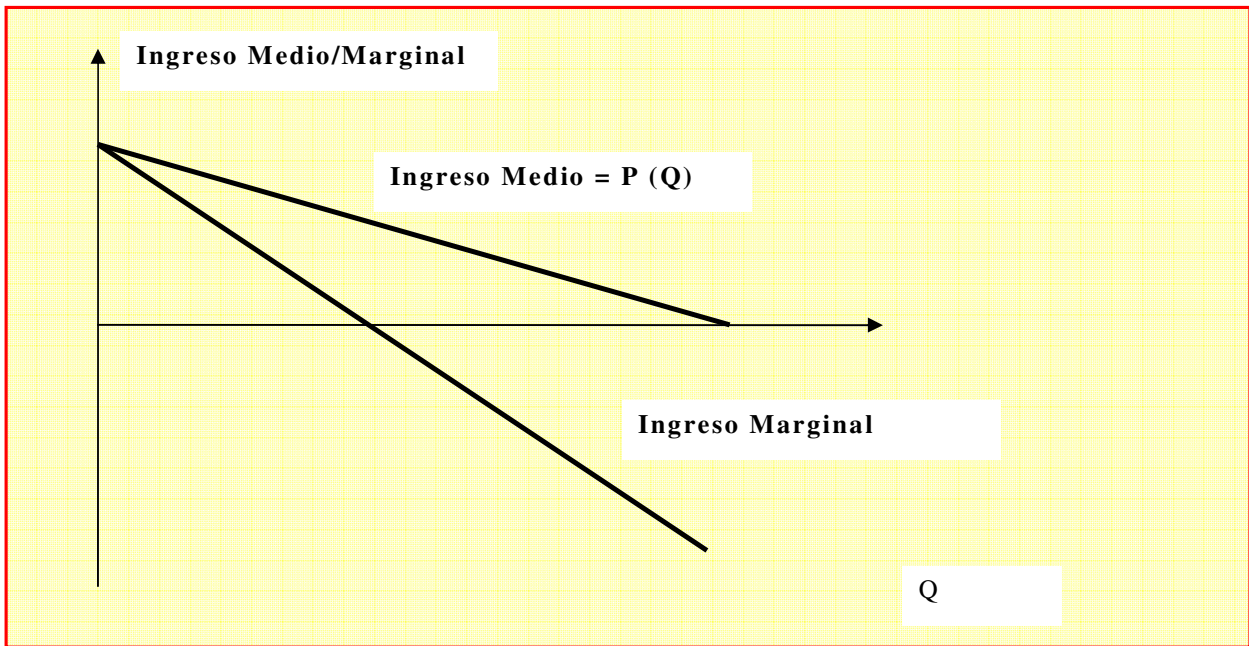 Ingreso Medio/Marginal
Ingreso Medio = P (Q)
Ingreso Marginal
Q